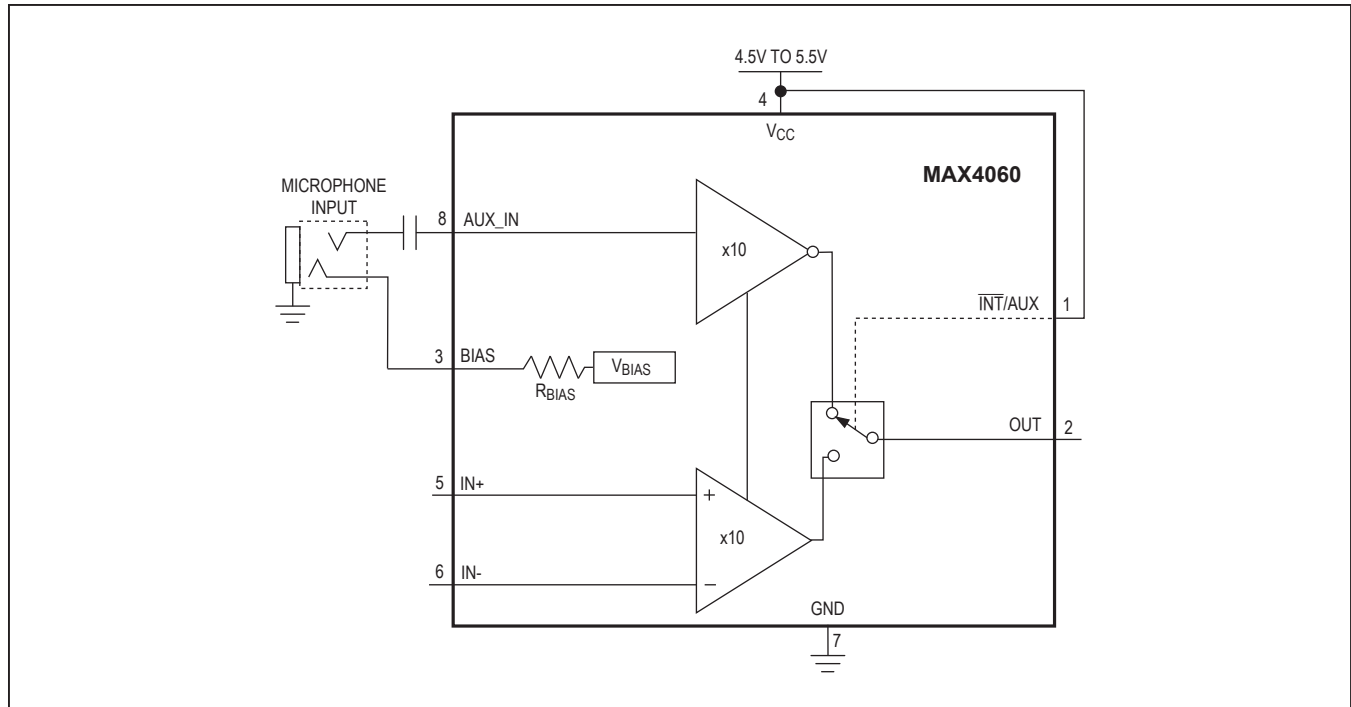 4.5V TO 5.5V
4
VCC
MAX4060
MICROPHONE
INPUT
8
AUX_IN
x10
I̅N̅T̅/AUX
1
3
BIAS
VBIAS
RBIAS
OUT
2
5
IN+
+
x10
6
IN-
−
GND
7